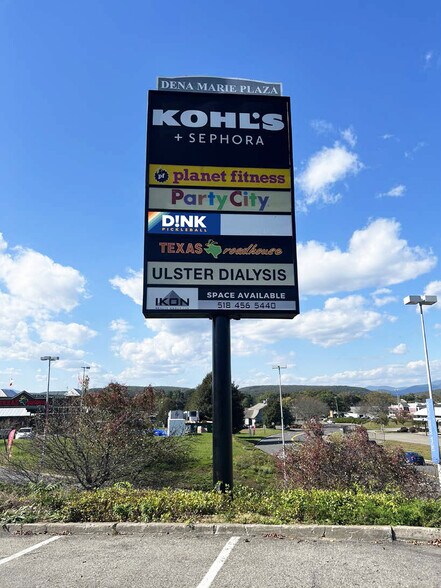 DENA MARIE PLAZA
KOHL'S
+ SEPHORA
pf planet fitness
Party City
D!NK
PICKLEBALL
TEXAS roadhouse
ULSTER DIALYSIS
IKON
SPACE AVAILABLE
518 456 5440